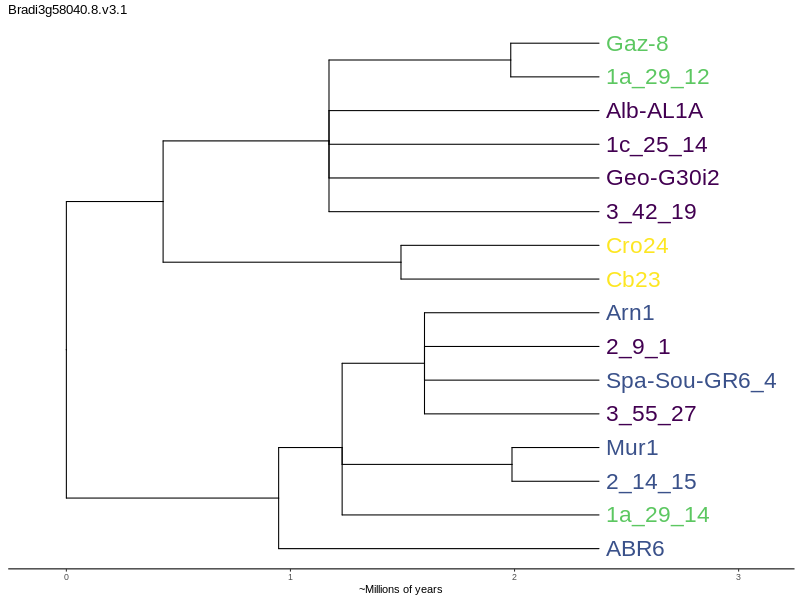 Bradi3g58040.8.v3.1
Gaz-8
1a_29_12
Alb-AL1A
1c_25_14
Geo-G30i2
3_42_19
Cro24
Cb23
Arn1
2_9_1
Spa-Sou-GR6_4
3_55_27
Mur1
2_14_15
1a_29_14
ABR6
0 1 2 3
~Millions of years